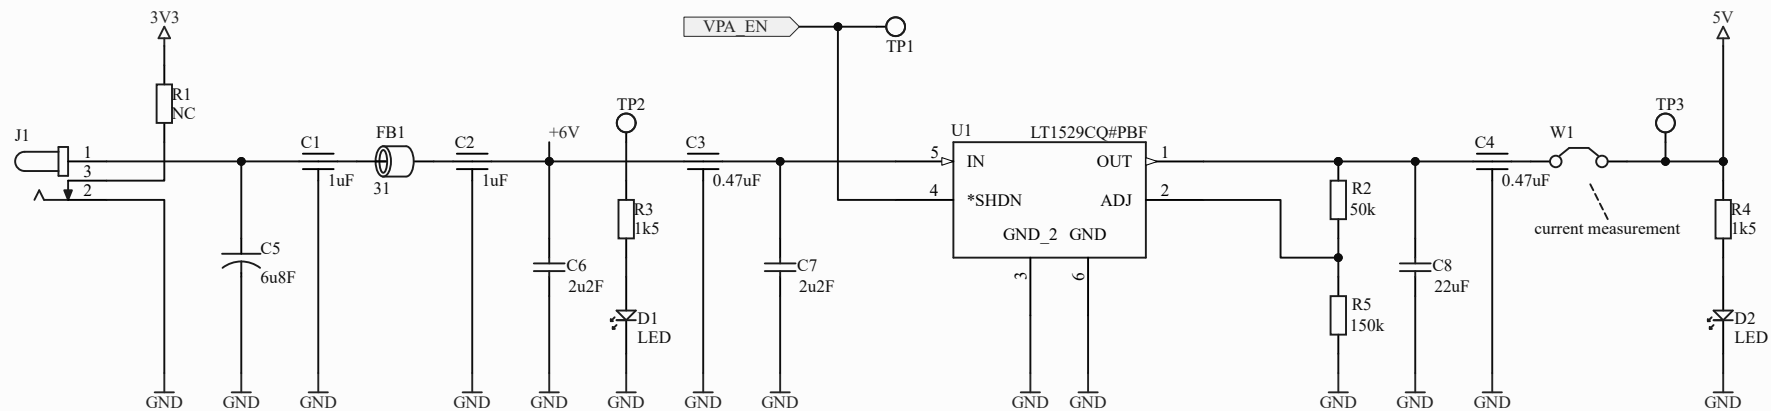 3V3
VPA_EN
TP1
5V
R1
NC
J1
1
3
2
C1
1uF
FB1
31
C2
1uF
+6V
TP2
C3
0.47uF
U1
LT1529CQ#PBF
5
IN
OUT
1
4
*SHDN
ADJ
2
GND_2
GND
3
6
C4
0.47uF
W1
TP3
current measurement
R2
50k
R3
1k5
R4
1k5
C5
6u8F
C6
2u2F
C7
2u2F
C8
22uF
R5
150k
D1
LED
D2
LED
GND
GND
GND
GND
GND
GND
GND
GND
GND
GND
GND
GND
GND
GND